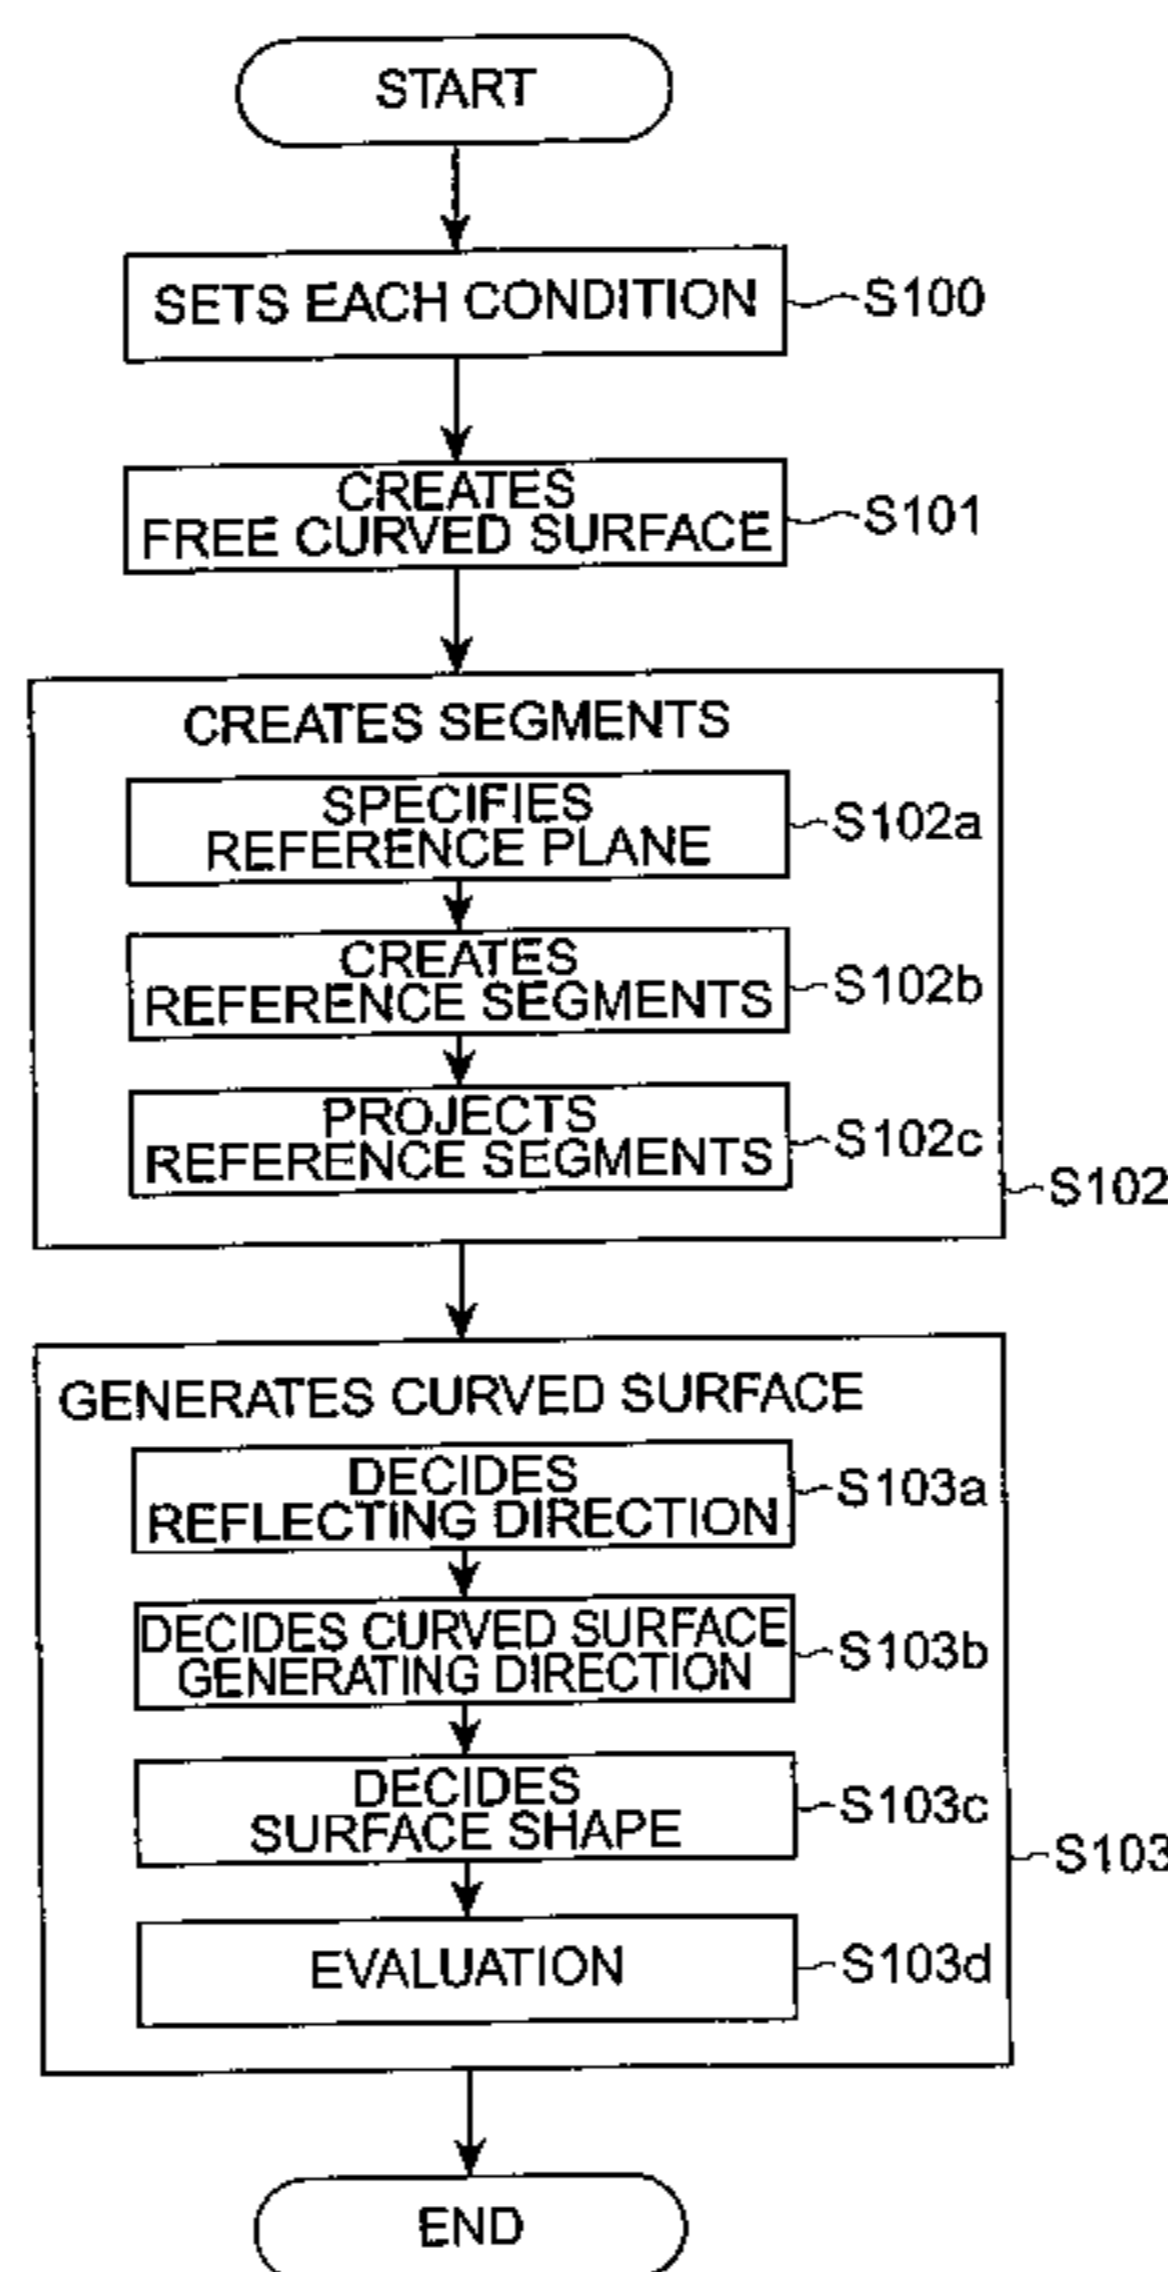 START
SETS EACH CONDITION
S100
CREATES
FREE CURVED SURFACE
S101
CREATES SEGMENTS
SPECIFIES
REFERENCE PLANE
S102a
CREATES
REFERENCE SEGMENTS
S102b
PROJECTS
REFERENCE SEGMENTS
S102c
S102
GENERATES CURVED SURFACE
DECIDES
REFLECTING DIRECTION
S103a
DECIDES CURVED SURFACE
GENERATING DIRECTION
S103b
DECIDES
SURFACE SHAPE
S103c
S103
EVALUATION
S103d
END